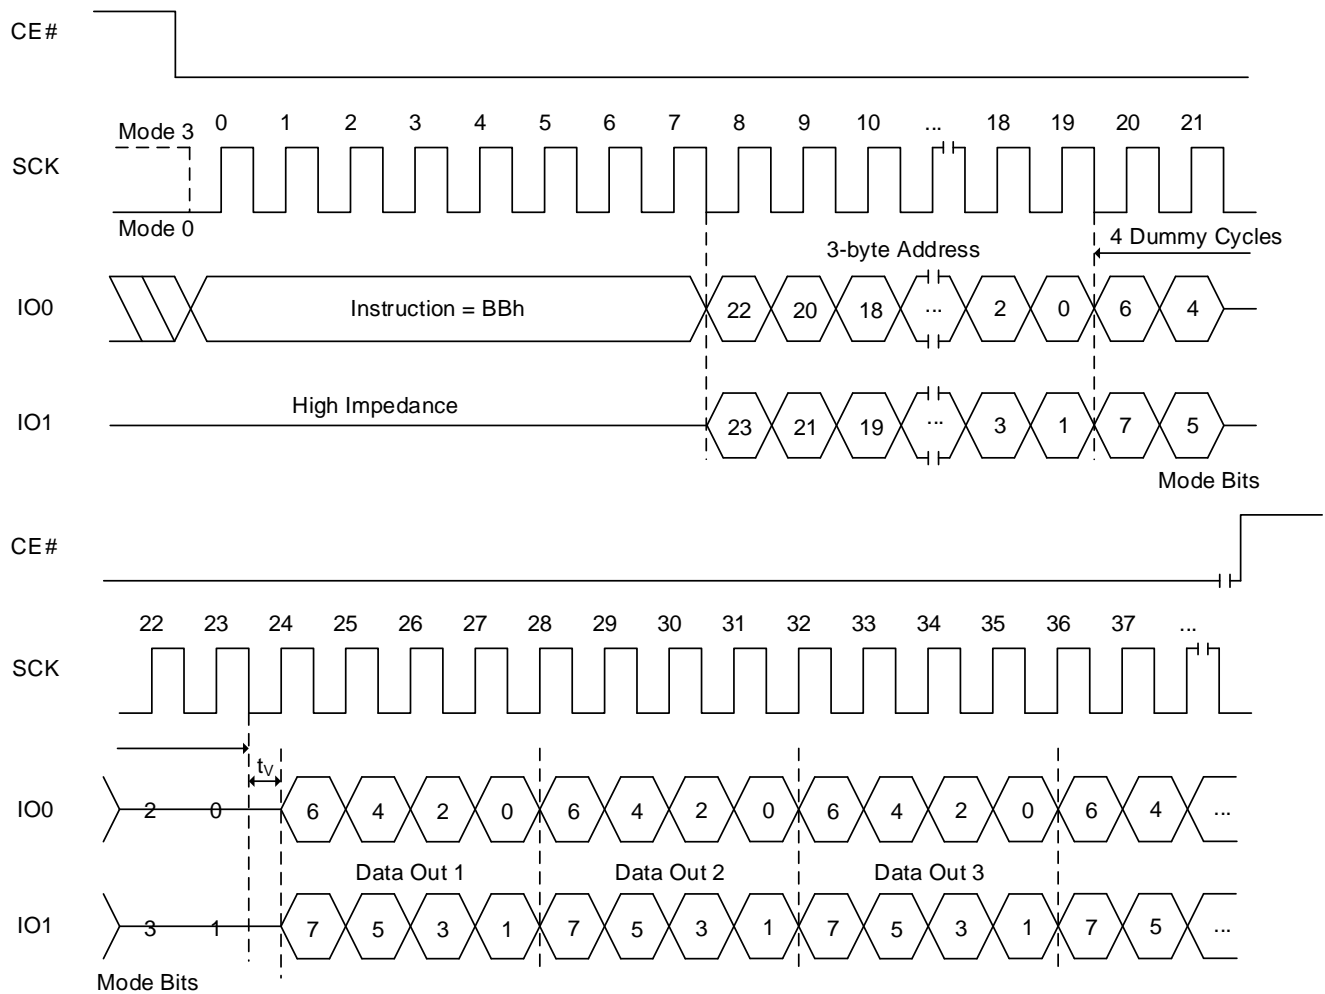 CE#
Mode 3 0 1 2 3 4 5 6 7 8 9 10 ... 18 19 20 21
SCK
Mode 0
3-byte Address 4 Dummy Cycles
IO0 Instruction = BBh 22 20 18 ... 2 0 6 4
High Impedance
IO1 23 21 19 ... 3 1 7 5
Mode Bits
CE#
22 23 24 25 26 27 28 29 30 31 32 33 34 35 36 37 ...
SCK
tV
IO0 2 0 6 4 2 0 6 4 2 0 6 4 2 0 6 4 ...
Data Out 1 Data Out 2 Data Out 3
IO1 3 1 7 5 3 1 7 5 3 1 7 5 3 1 7 5 ...
Mode Bits